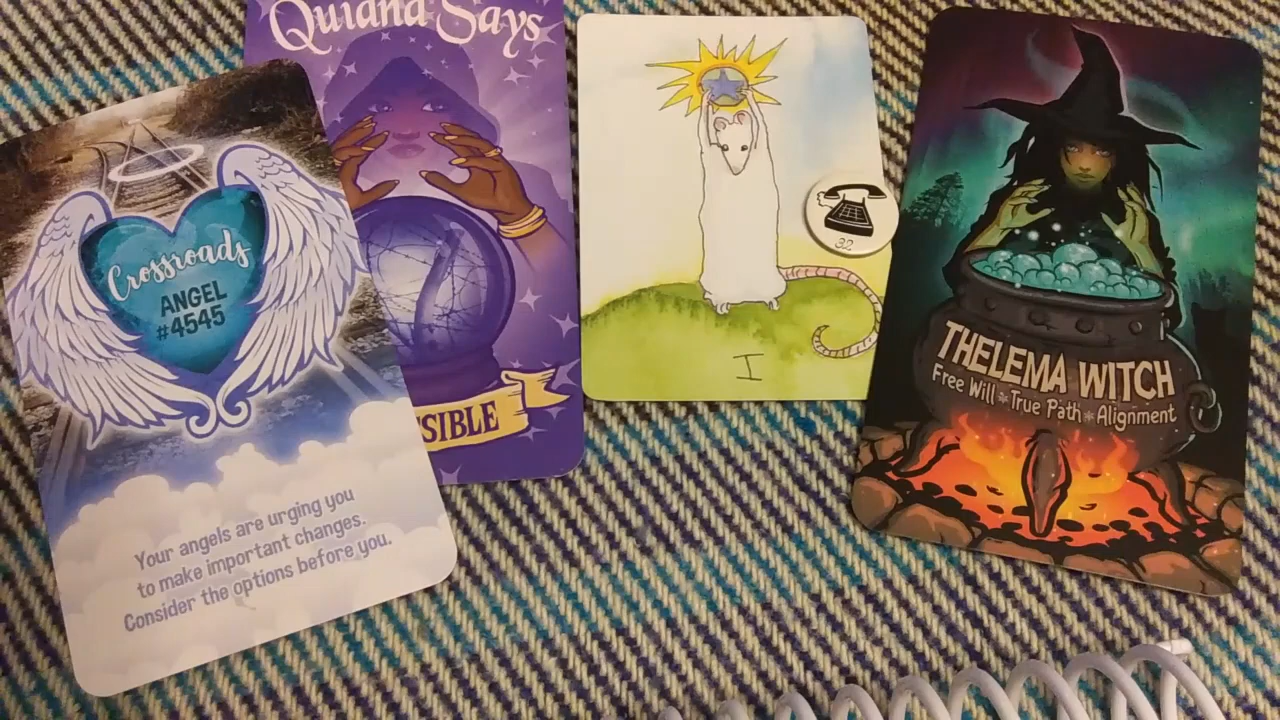 Crossroads
ANGEL
#4545
Your angels are urging you
to make important changes.
Consider the options before you.
Quiana Says
SIBLE
I
32
THELEMA WITCH
Free Will * True Path * Alignment